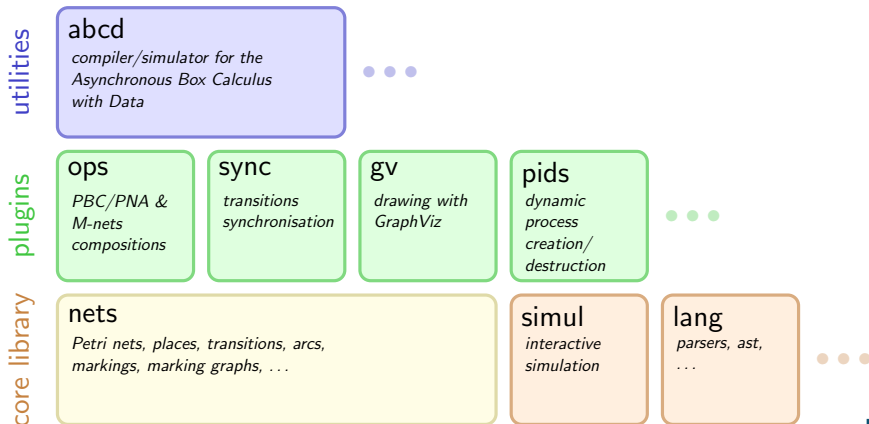 utilities
abcd
compiler/simulator for the
Asynchronous Box Calculus
with Data
plugins
ops
PBC/PNA &
M-nets
compositions
sync
transitions
synchronisation
gv
drawing with
GraphViz
pids
dynamic
process
creation/
destruction
core library
nets
Petri nets, places, transitions, arcs,
markings, marking graphs, ...
simul
interactive
simulation
lang
parsers, ast,
...